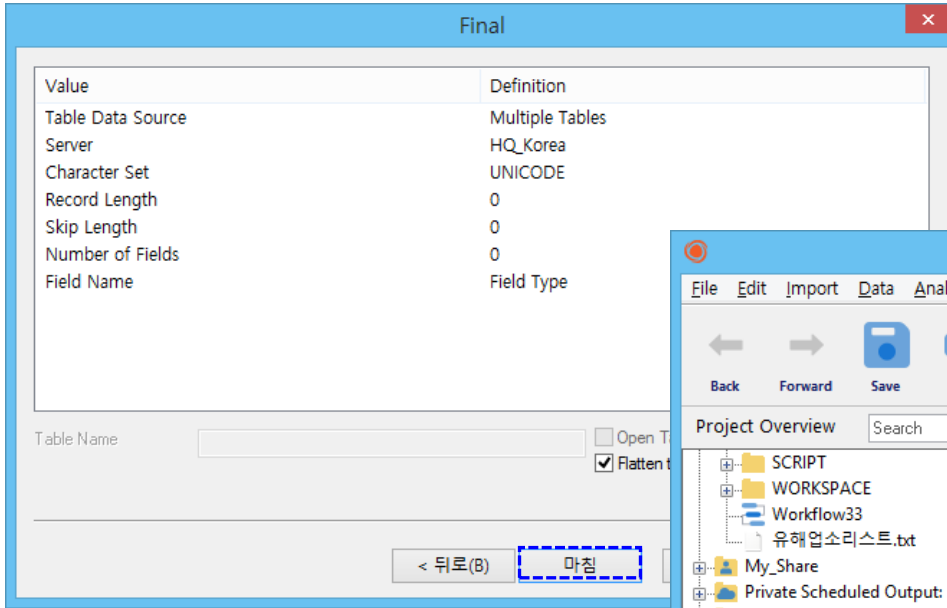 Final
Value Definition
Table Data Source Multiple Tables
Server HQ_Korea
Character Set UNICODE
Record Length 0
Skip Length 0
Number of Fields 0
Field Name Field Type
Table Name
Open
Flatten
< 뒤로(B) 마침
File Edit Import Data
Back Forward Save
Project Overview Search
SCRIPT
WORKSPACE
Workflow33
유해업소리스트.txt
My_Share
Private Scheduled Output: